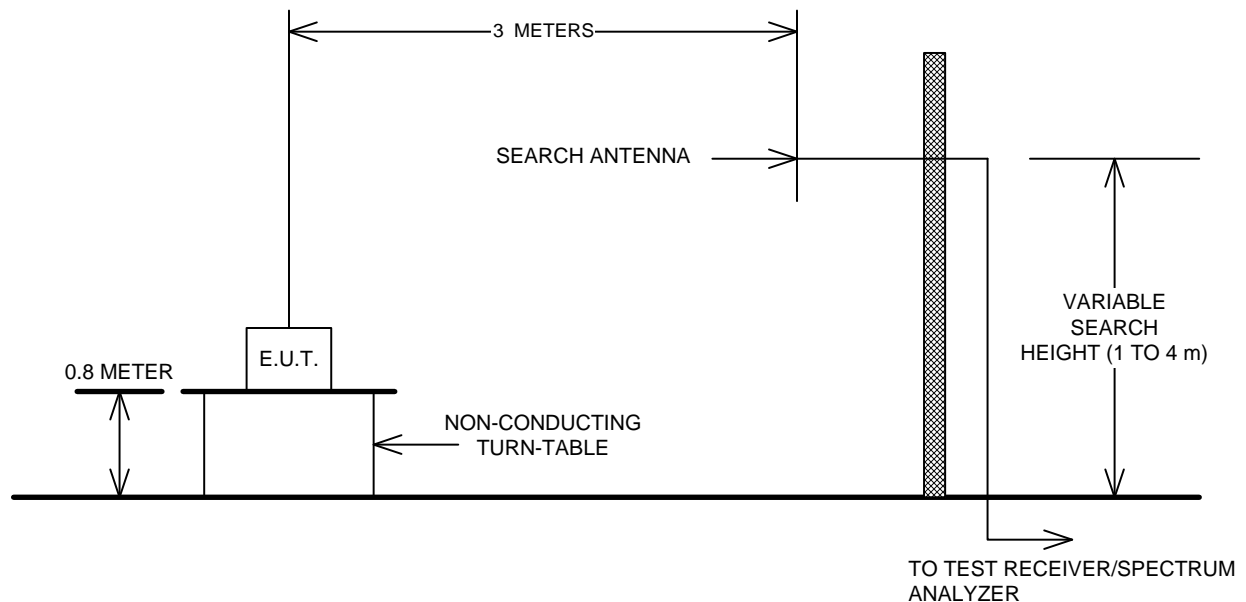 3 METERS
SEARCH ANTENNA
VARIABLE
SEARCH
HEIGHT (1 TO 4 m)
E.U.T.
0.8 METER
NON-CONDUCTING
TURN-TABLE
TO TEST RECEIVER/SPECTRUM
ANALYZER